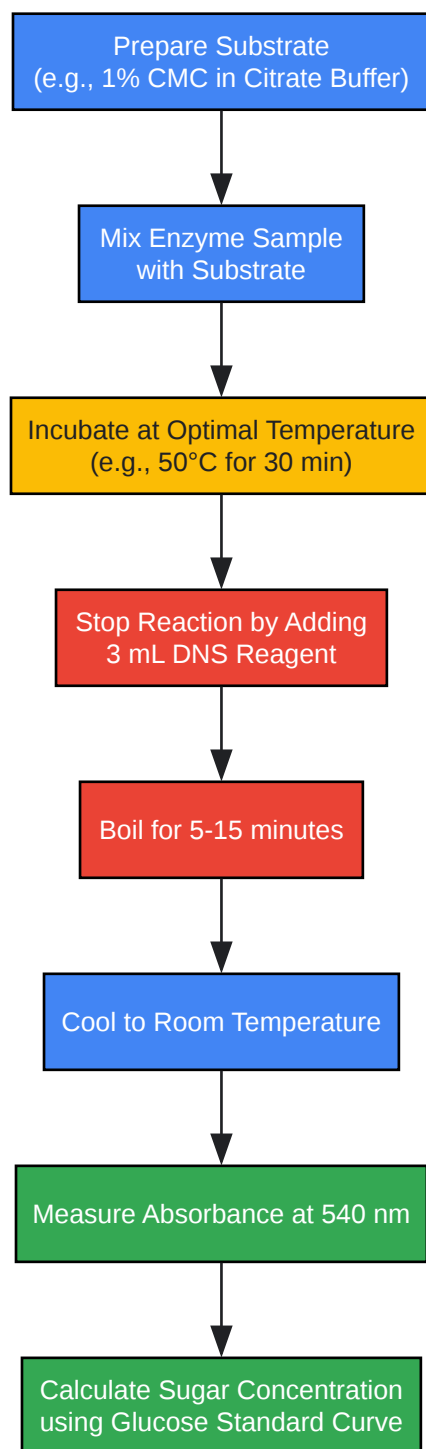 Prepare Substrate
(e.g., 1% CMC in Citrate Buffer)
Mix Enzyme Sample
with Substrate
Incubate at Optimal Temperature
(e.g., 50°C for 30 min)
Stop Reaction by Adding
3 mL DNS Reagent
Boil for 5-15 minutes
Cool to Room Temperature
Measure Absorbance at 540 nm
Calculate Sugar Concentration
using Glucose Standard Curve